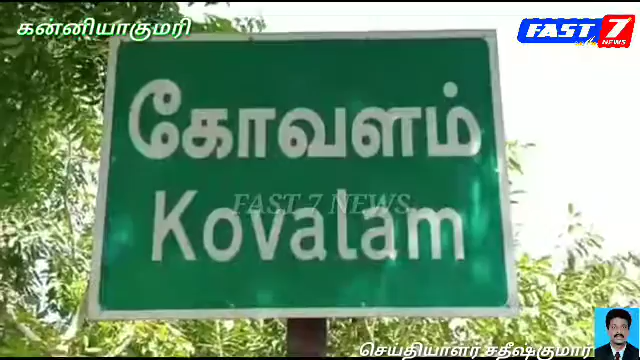 கன்னியாகுமரி
FAST 7
NEWS
கோவளம்
FAST 7 NEWS
Kovalam
செய்தியாளர் சதீஷ்குமார்